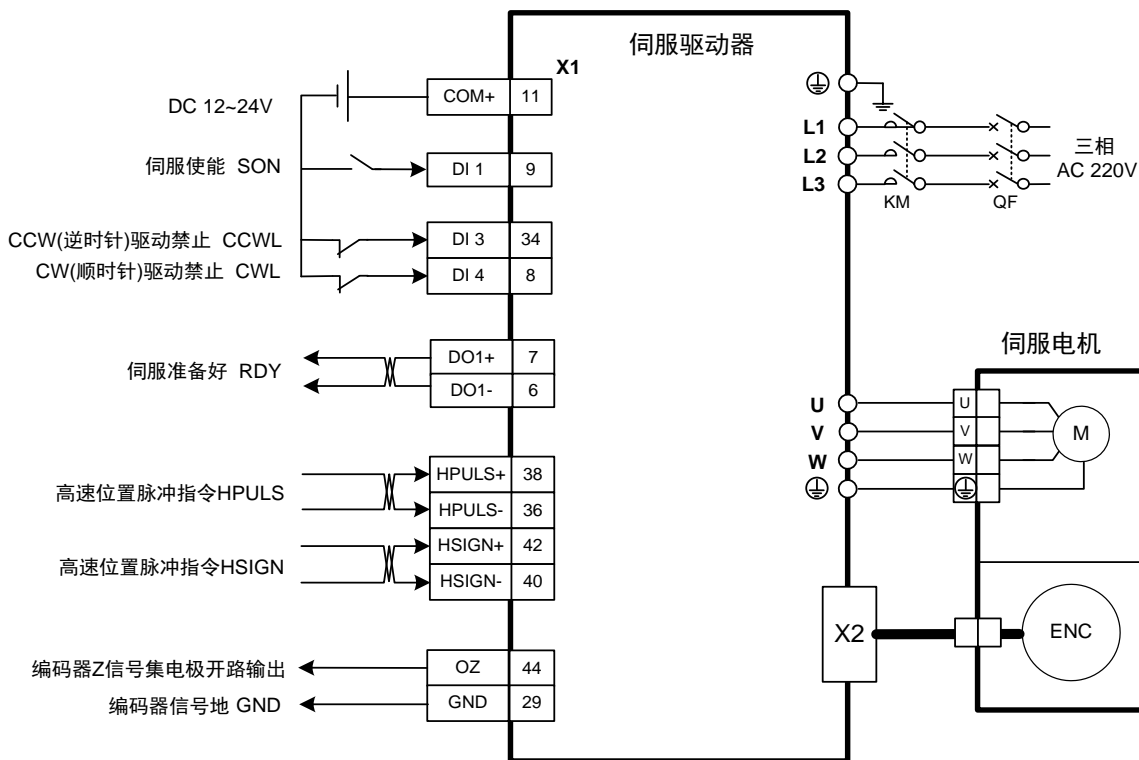 伺服驱动器
X1
DC 12~24V
COM+ 11
伺服使能 SON
DI 1 9
CCW(逆时针)驱动禁止 CCWL
DI 3 34
CW(顺时针)驱动禁止 CWL
DI 4 8
伺服准备好 RDY
DO1+ 7
DO1- 6
高速位置脉冲指令HPULS
HPULS+ 38
HPULS- 36
高速位置脉冲指令HSIGN
HSIGN+ 42
HSIGN- 40
编码器Z信号集电极开路输出
OZ 44
编码器信号地 GND
GND 29
L1
L2
L3
KM
QF
三相
AC 220V
伺服电机
U
V
W
U
V
W
M
X2
ENC